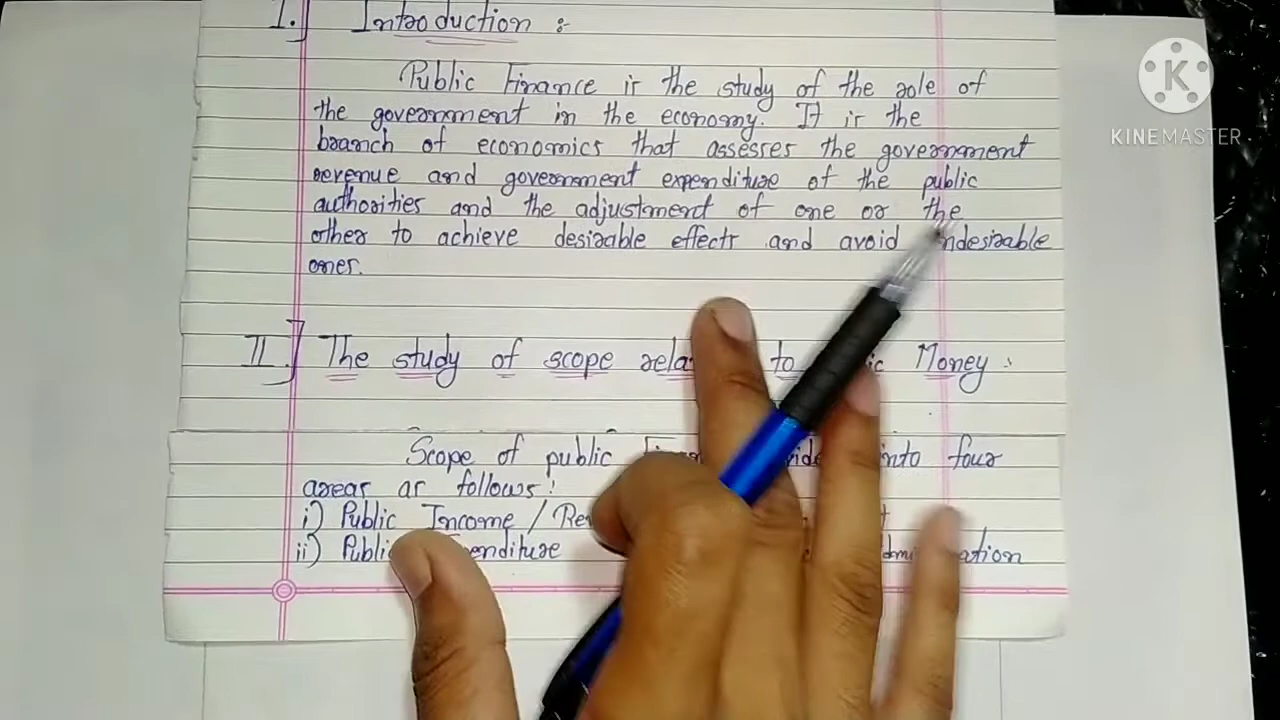 I.] Introduction :
Public Finance is the study of the role of
the government in the economy. It is the
branch of economics that assesses the government
revenue and government expenditure of the public
authorities and the adjustment of one or the
other to achieve desirable effects and avoid undesirable
ones.
II] The study of scope to Money :
Scope of public into four
areas as follows :
i) Public Income /
ii)
K
KINEMASTER